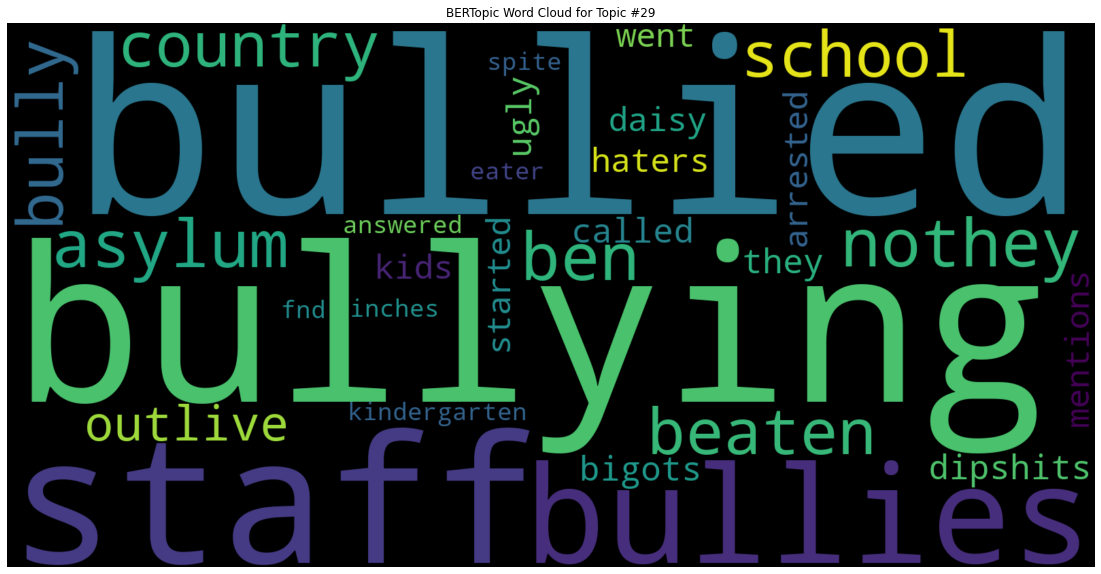 BERTopic Word Cloud for Topic #29
country
went
school
bully
bullied
spite
ugly
daisy
arrested
haters
eater
asylum
answered
called
nothey
ben
they
kids
started
bullying
fnd
inches
mentions
outlive
kindergarten
beaten
staff
bigots
dipshits
bullies